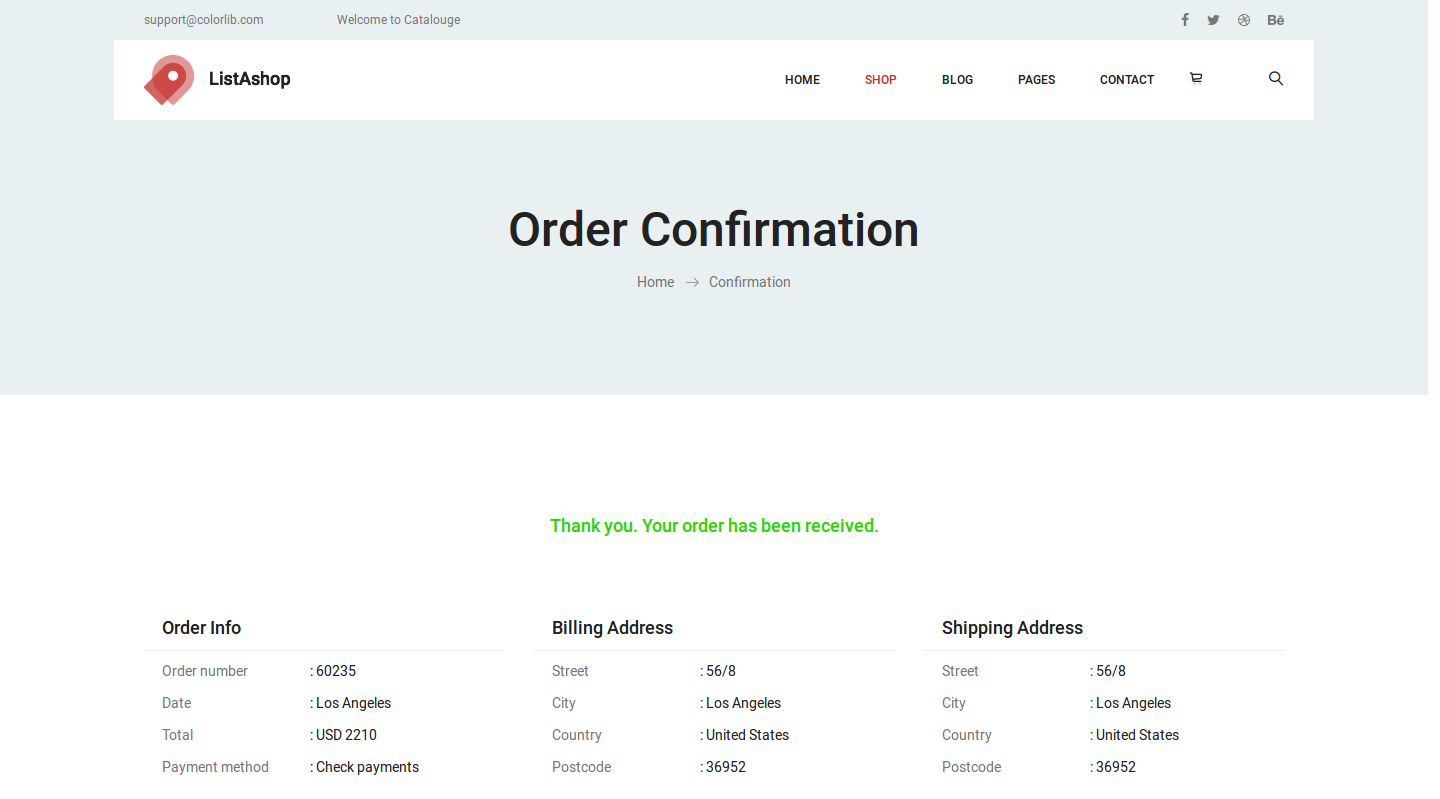 support@colorlib.com Welcome to Catalouge
ListAshop HOME SHOP BLOG PAGES CONTACT
Order Confirmation
Home Confirmation
Thank you. Your order has been received.
Order Info
Order number : 60235
Date : Los Angeles
Total : USD 2210
Payment method : Check payments
Billing Address
Street : 56/8
City : Los Angeles
Country : United States
Postcode : 36952
Shipping Address
Street : 56/8
City : Los Angeles
Country : United States
Postcode : 36952